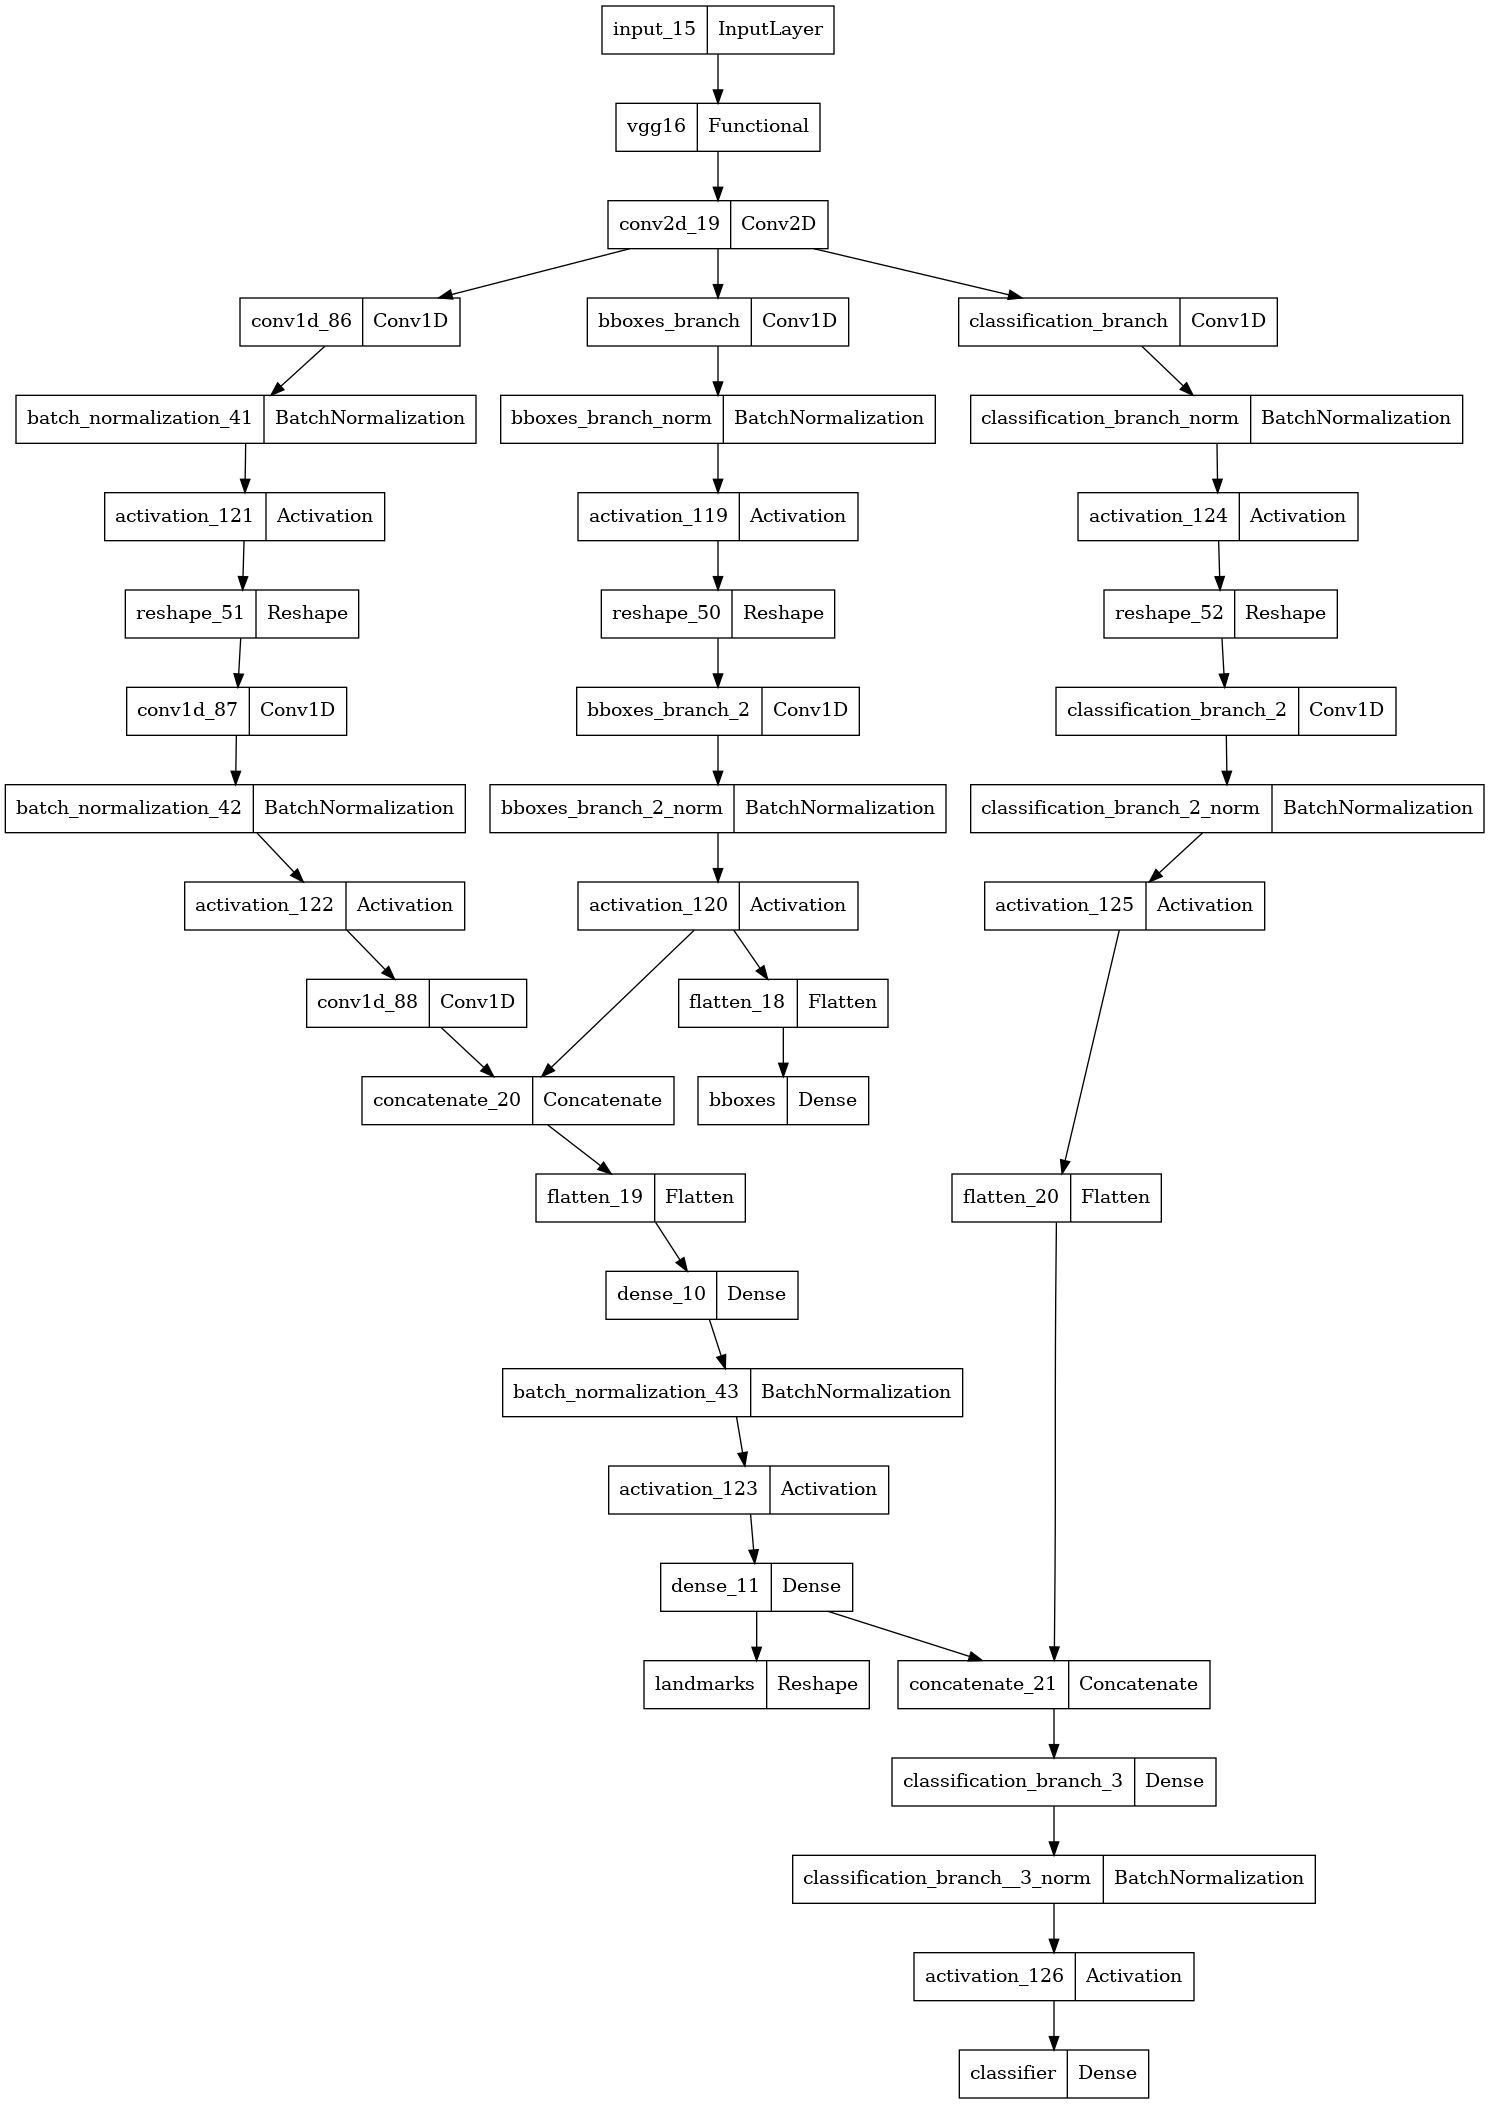 input_15 InputLayer
vgg16 Functional
conv2d_19 Conv2D
conv1d_86 Conv1D
bboxes_branch Conv1D
classification_branch Conv1D
batch_normalization_41 BatchNormalization
bboxes_branch_norm BatchNormalization
classification_branch_norm BatchNormalization
activation_121 Activation
activation_119 Activation
activation_124 Activation
reshape_51 Reshape
reshape_50 Reshape
reshape_52 Reshape
conv1d_87 Conv1D
bboxes_branch_2 Conv1D
classification_branch_2 Conv1D
batch_normalization_42 BatchNormalization
bboxes_branch_2_norm BatchNormalization
classification_branch_2_norm BatchNormalization
activation_122 Activation
activation_120 Activation
activation_125 Activation
conv1d_88 Conv1D
flatten_18 Flatten
concatenate_20 Concatenate
bboxes Dense
flatten_19 Flatten
flatten_20 Flatten
dense_10 Dense
batch_normalization_43 BatchNormalization
activation_123 Activation
dense_11 Dense
landmarks Reshape
concatenate_21 Concatenate
classification_branch_3 Dense
classification_branch__3_norm BatchNormalization
activation_126 Activation
classifier Dense